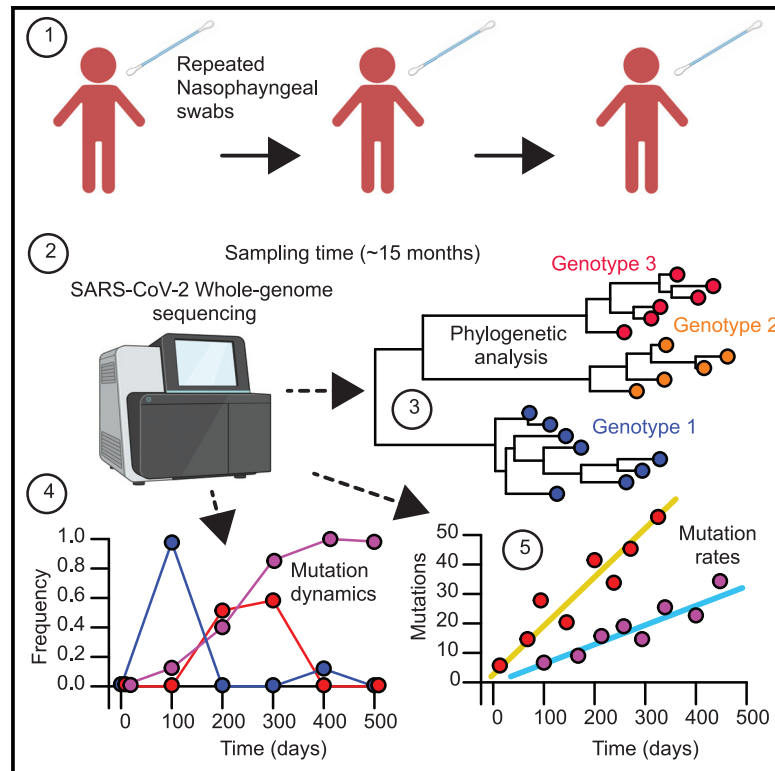 1
Repeated
Nasophayngeal
swabs
2
Sampling time (~15 months)
SARS-CoV-2 Whole-genome
sequencing
Genotype 3
Phylogenetic
analysis
Genotype 2
3
Genotype 1
4
1.0
0.8
0.6
0.4
0.2
0.0
Frequency
Mutation
dynamics
0 100 200 300 400 500
Time (days)
5
50
40
30
20
10
0
Mutations
Mutation
rates
0 100 200 300 400 500
Time (days)